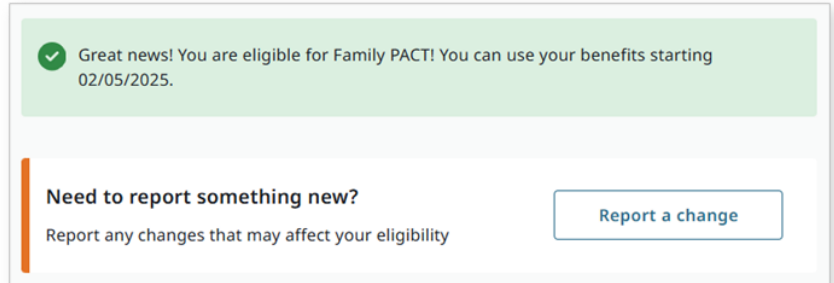 Great news! You are eligible for Family PACT! You can use your benefits starting
02/05/2025.
Need to report something new?
Report any changes that may affect your eligibility
Report a change